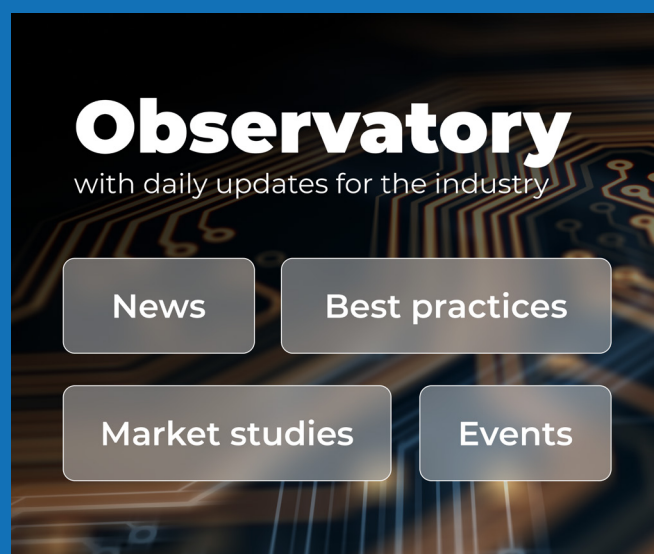 Observatory
with daily updates for the industry
News
Best practices
Market studies
Events